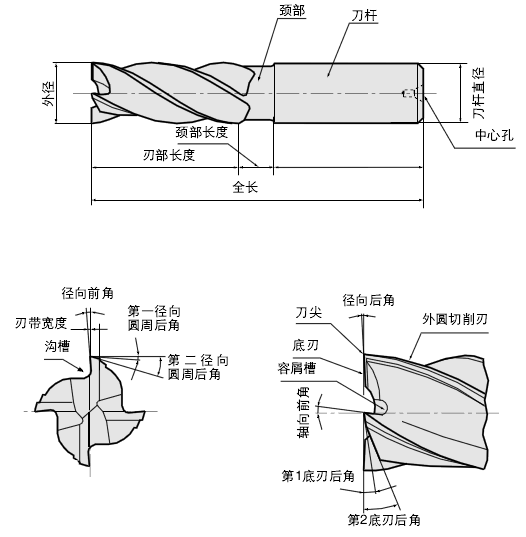 颈部
刀杆
外径
刀杆直径
颈部长度
中心孔
刃部长度
全长
径向前角
刃带宽度
第一径向
圆周后角
沟槽
第二径向
圆周后角
径向后角
刀尖
外圆切削刃
底刃
容屑槽
轴向前角
第1底刃后角
第2底刃后角